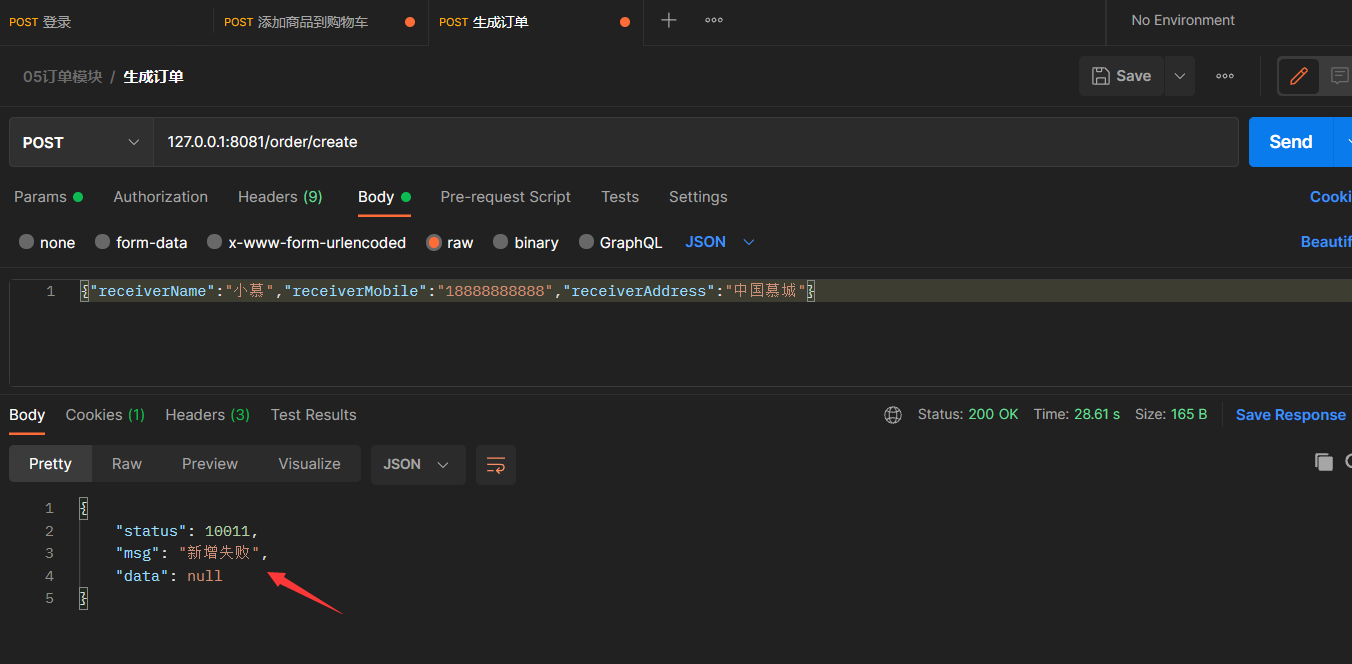 POST 登录 POST 添加商品到购物车 POST 生成订单 No Environment
05订单模块 / 生成订单 Save
POST 127.0.0.1:8081/order/create Send
Params Authorization Headers (9) Body Pre-request Script Tests Settings Cooki
none form-data x-www-form-urlencoded raw binary GraphQL JSON Beautif
1 {"receiverName":"小慕","receiverMobile":"18888888888","receiverAddress":"中国慕城"}
Body Cookies (1) Headers (3) Test Results Status: 200 OK Time: 28.61 s Size: 165 B Save Response
Pretty Raw Preview Visualize JSON
1 {
2 "status": 10011,
3 "msg": "新增失败",
4 "data": null
5 }